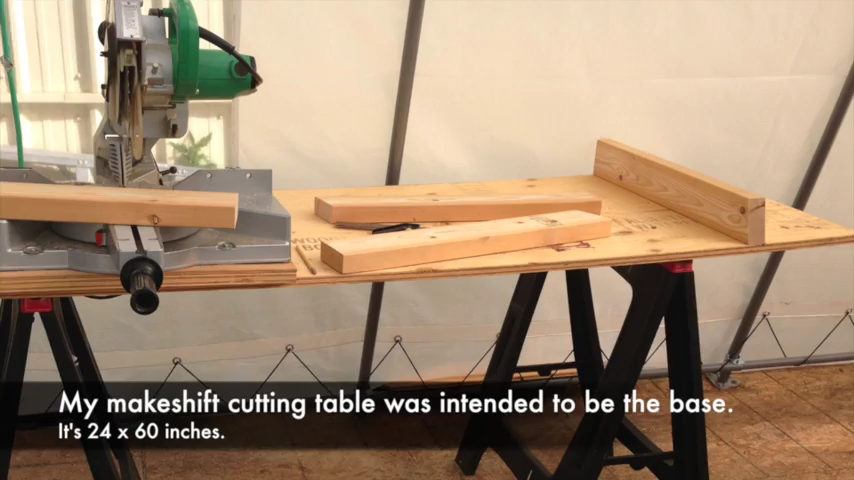 My makeshift cutting table was intended to be the base.
It's 24 x 60 inches.